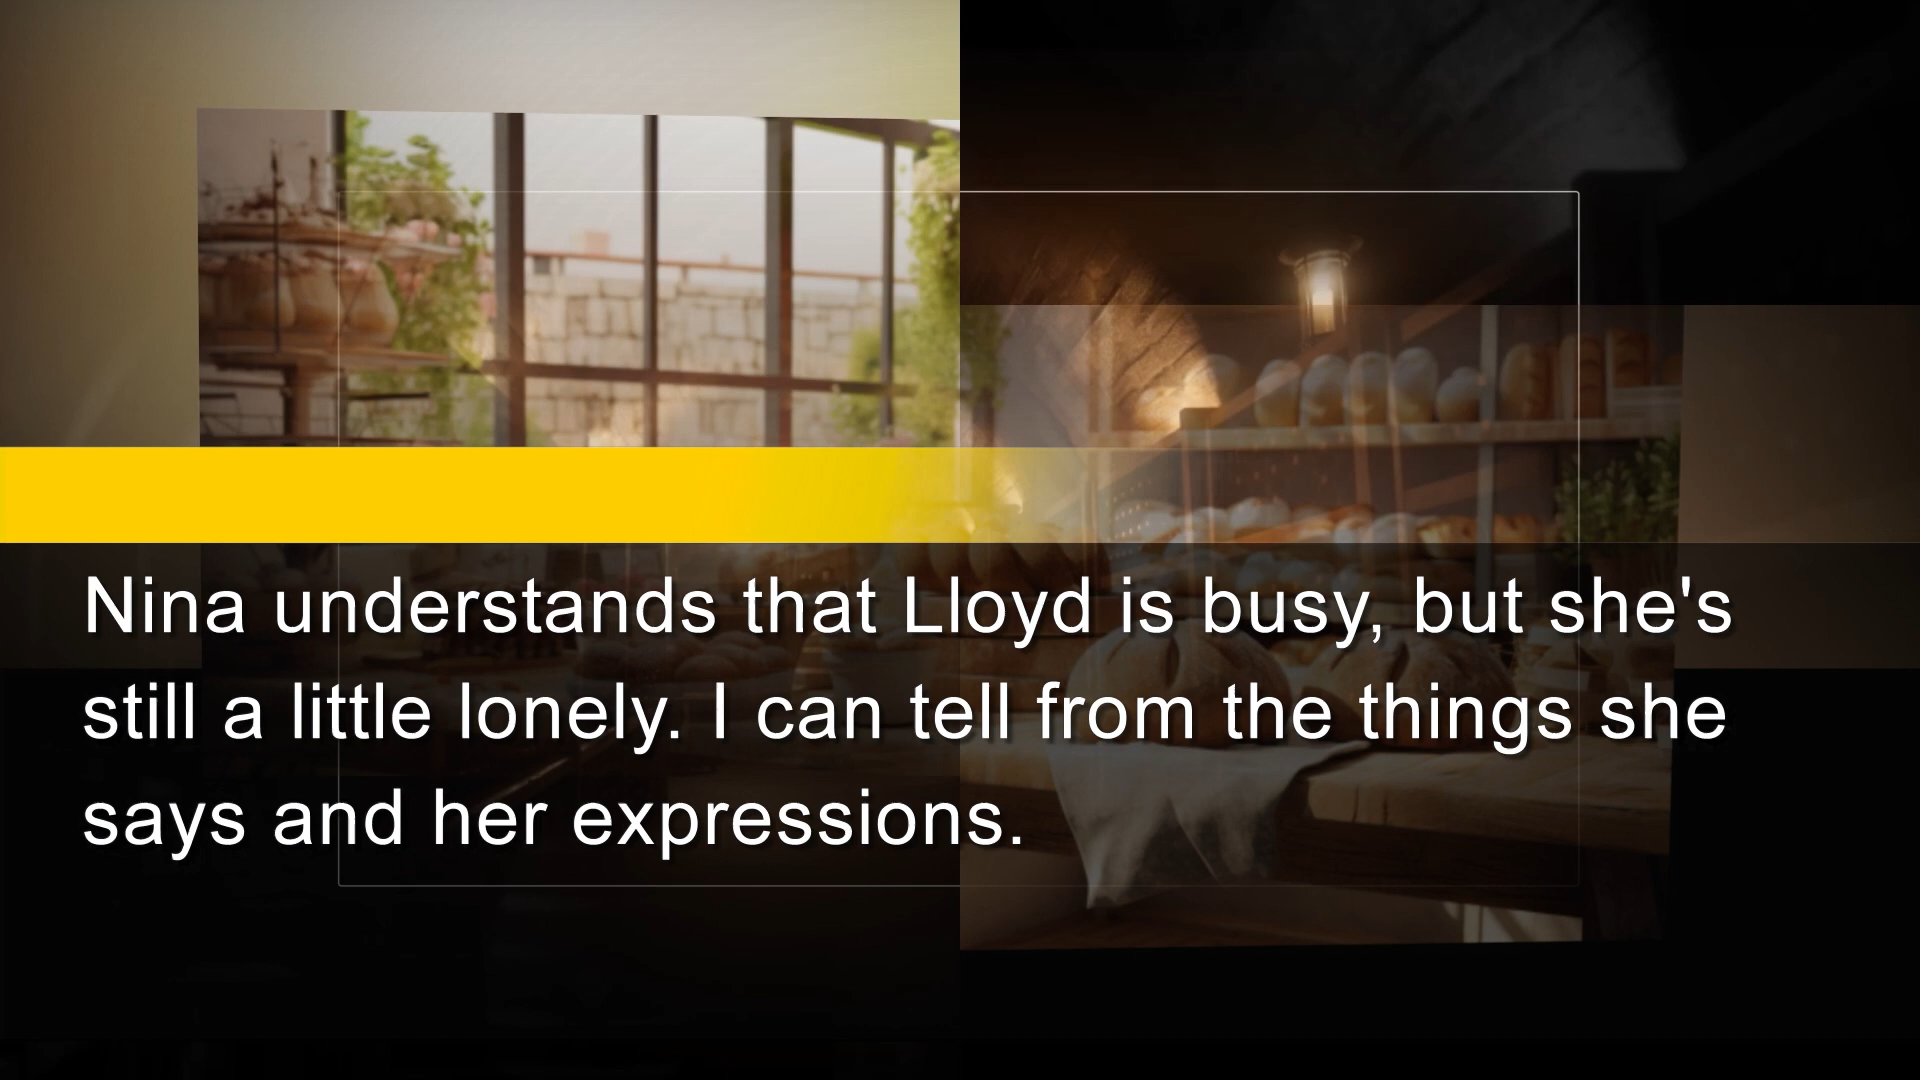 Nina understands that Lloyd is busy, but she's
still a little lonely. I can tell from the things she
says and her expressions.